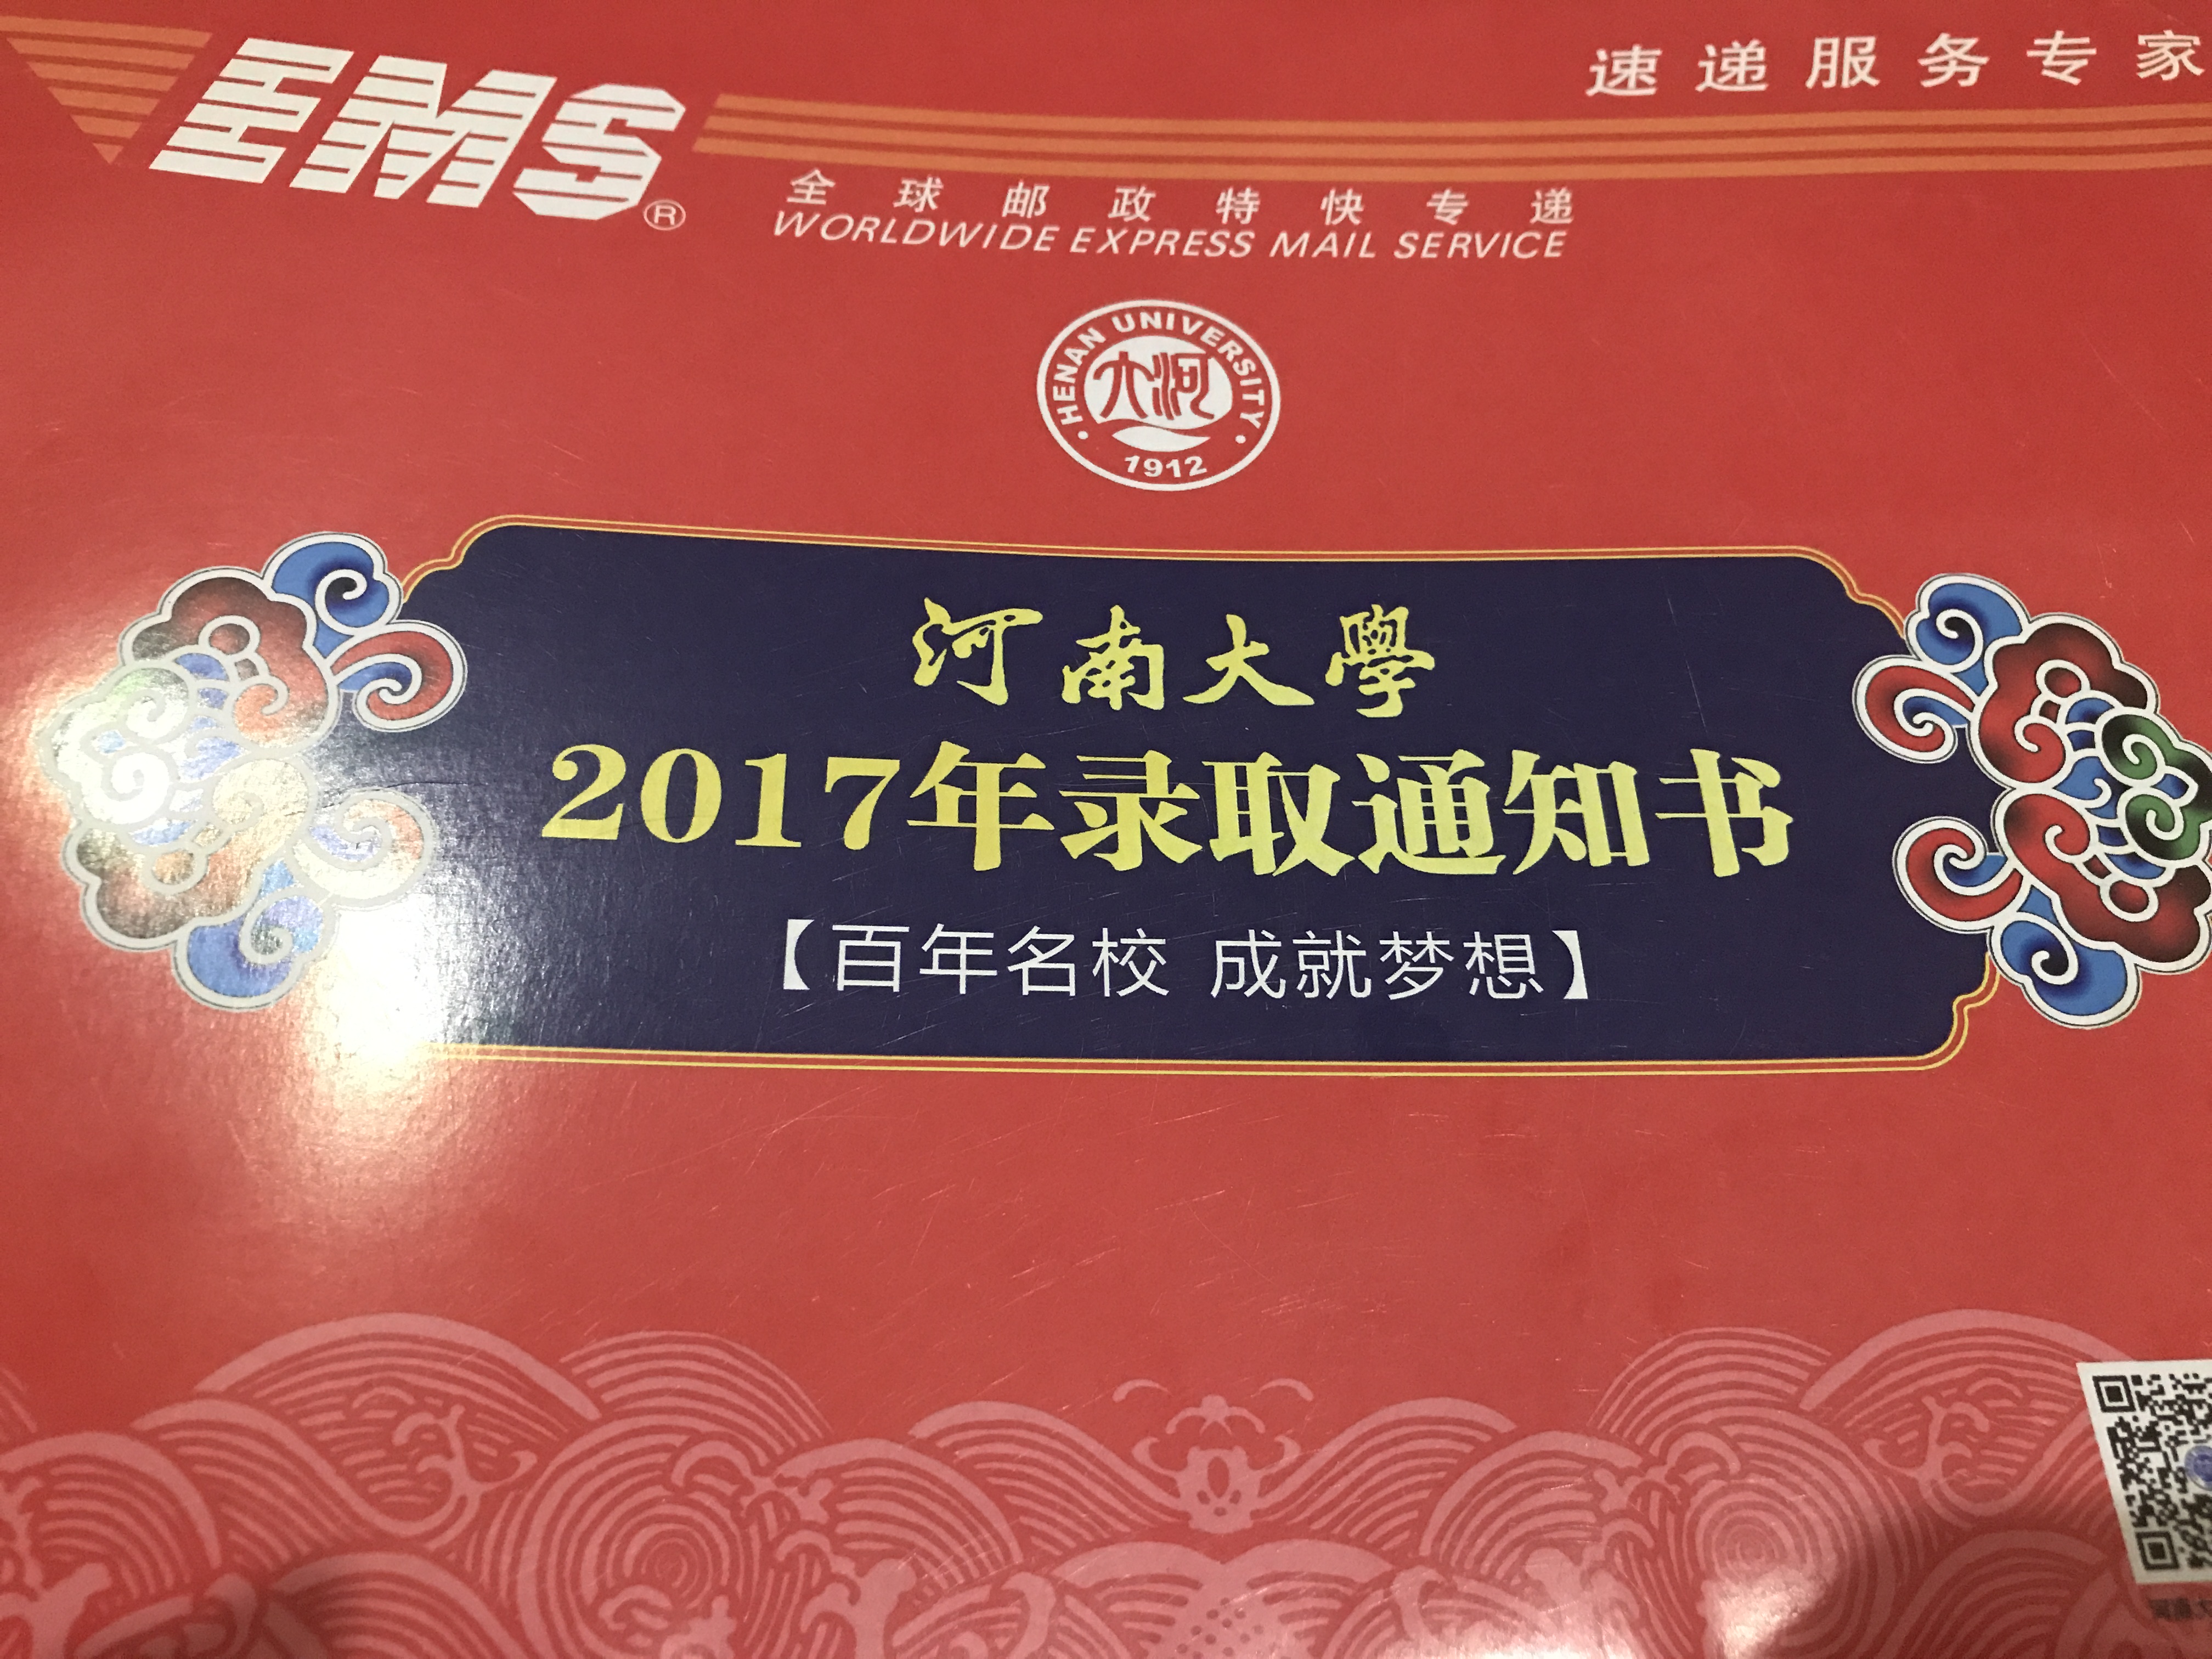 EMS®
速递服务专家
全球邮政特快专递
WORLDWIDE EXPRESS MAIL SERVICE
HENAN UNIVERSITY
大河
1912
河南大學
2017年录取通知书
【百年名校 成就梦想】